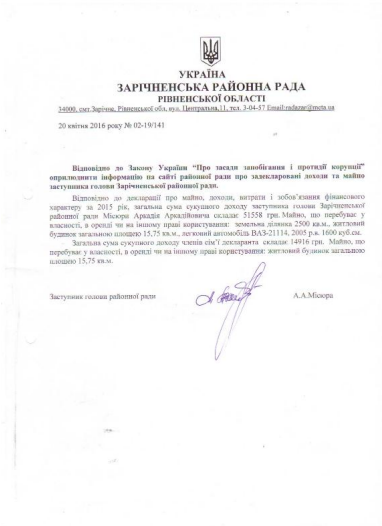 УКРАЇНА
ЗАРІЧНЕНСЬКА РАЙОННА РАДА
РІВНЕНСЬКОЇ ОБЛАСТІ
34000, смт.Зарічне, Рівненської обл. вул. Центральна,11, тел. 3-04-57 Email:radazar@meta.ua
20 квітня 2016 року № 02-19/141
Відповідно до Закому України “Про засади запобігання і протидії корупції”
оприлюднити інформацію на сайті районної ради про задекларовані доходи та майно
заступника голови Зарічненської районної ради.
Відповідно до декларації про майно, доходи, витрати і зобов'язання фінансового
характеру за 2015 рік, загальна сума сукупного доходу заступника голови Зарічненської
районної ради Місюра Аркадія Аркадійовича складає 51558 грн. Майно, що перебуває у
власності, в оренді чи на іншому праві користування: земельна ділянка 2500 кв.м., житловий
будинок загальною площею 15,75 кв.м., легковий автомобіль ВАЗ-21114, 2005 р.в. 1600 куб.см.
Загальна сума сукупного доходу членів сім'ї декларанта складає 14916 грн. Майно, що
перебуває у власності, в оренді чи на іншому праві користування: житловий будинок загальною
площею 15,75 кв.м.
Заступник голови районної ради А.А.Місюра